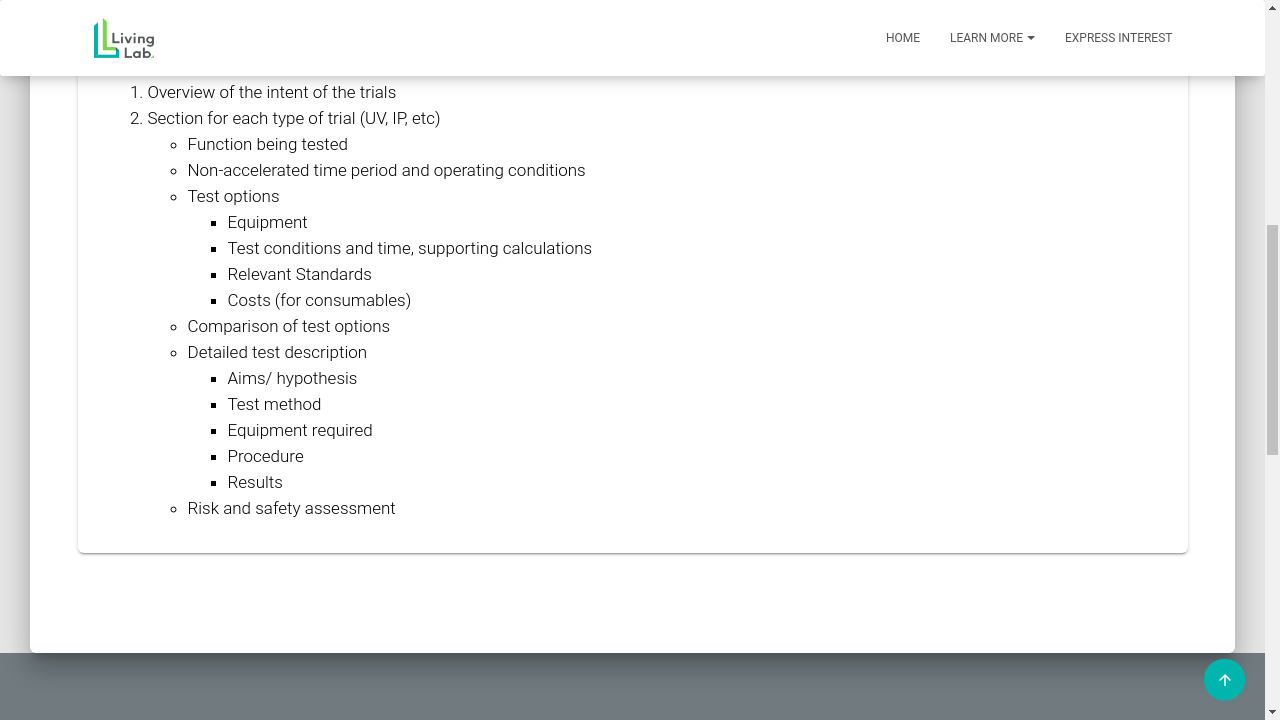 Living
Lab.
HOME
LEARN MORE
EXPRESS INTEREST
1. Overview of the intent of the trials
2. Section for each type of trial (UV, IP, etc)
Function being tested
Non-accelerated time period and operating conditions
Test options
Equipment
Test conditions and time, supporting calculations
Relevant Standards
Costs (for consumables)
Comparison of test options
Detailed test description
Aims/ hypothesis
Test method
Equipment required
Procedure
Results
Risk and safety assessment